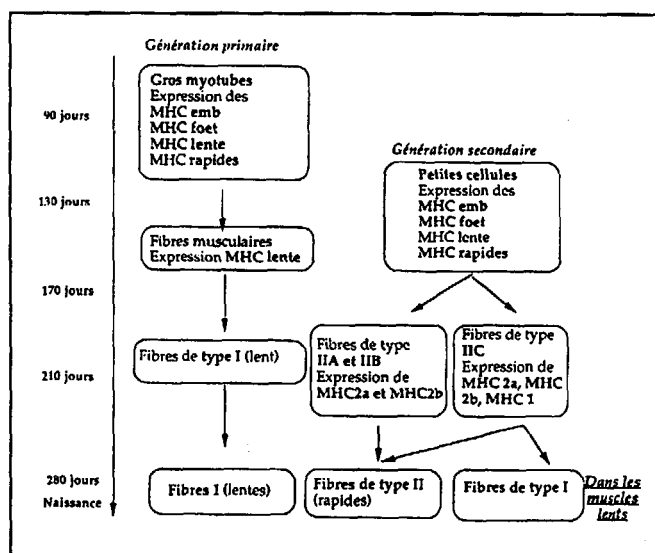 Génération primaire
Gros myotubes
Expression des
MHC emb
MHC foet
MHC lente
MHC rapides
90 jours
Génération secondaire
Petites cellules
Expression des
MHC emb
MHC foet
MHC lente
MHC rapides
130 jours
Fibres musculaires
Expression MHC lente
170 jours
Fibres de type I (lent)
Fibres de type
IIA et IIB
Expression de
MHC2a et MHC2b
Fibres de type
IIC
Expression de
MHC 2a, MHC
2b, MHC 1
210 jours
280 jours
Naissance
Fibres I (lentes)
Fibres de type II
(rapides)
Fibres de type I
Dans les
muscles
lents